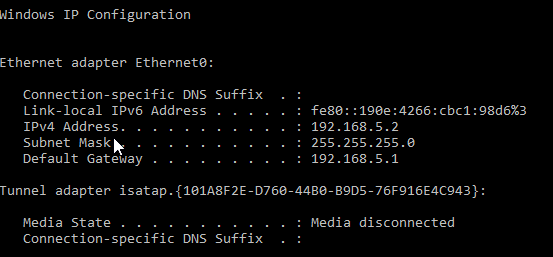 Windows IP Configuration
Ethernet adapter Ethernet0:
Connection-specific DNS Suffix  . :
Link-local IPv6 Address . . . . . : fe80::190e:4266:cbc1:98d6%3
IPv4 Address. . . . . . . . . . . : 192.168.5.2
Subnet Mask . . . . . . . . . . . : 255.255.255.0
Default Gateway . . . . . . . . . : 192.168.5.1
Tunnel adapter isatap.{101A8F2E-D760-44B0-B9D5-76F916E4C943}:
Media State . . . . . . . . . . . : Media disconnected
Connection-specific DNS Suffix  . :